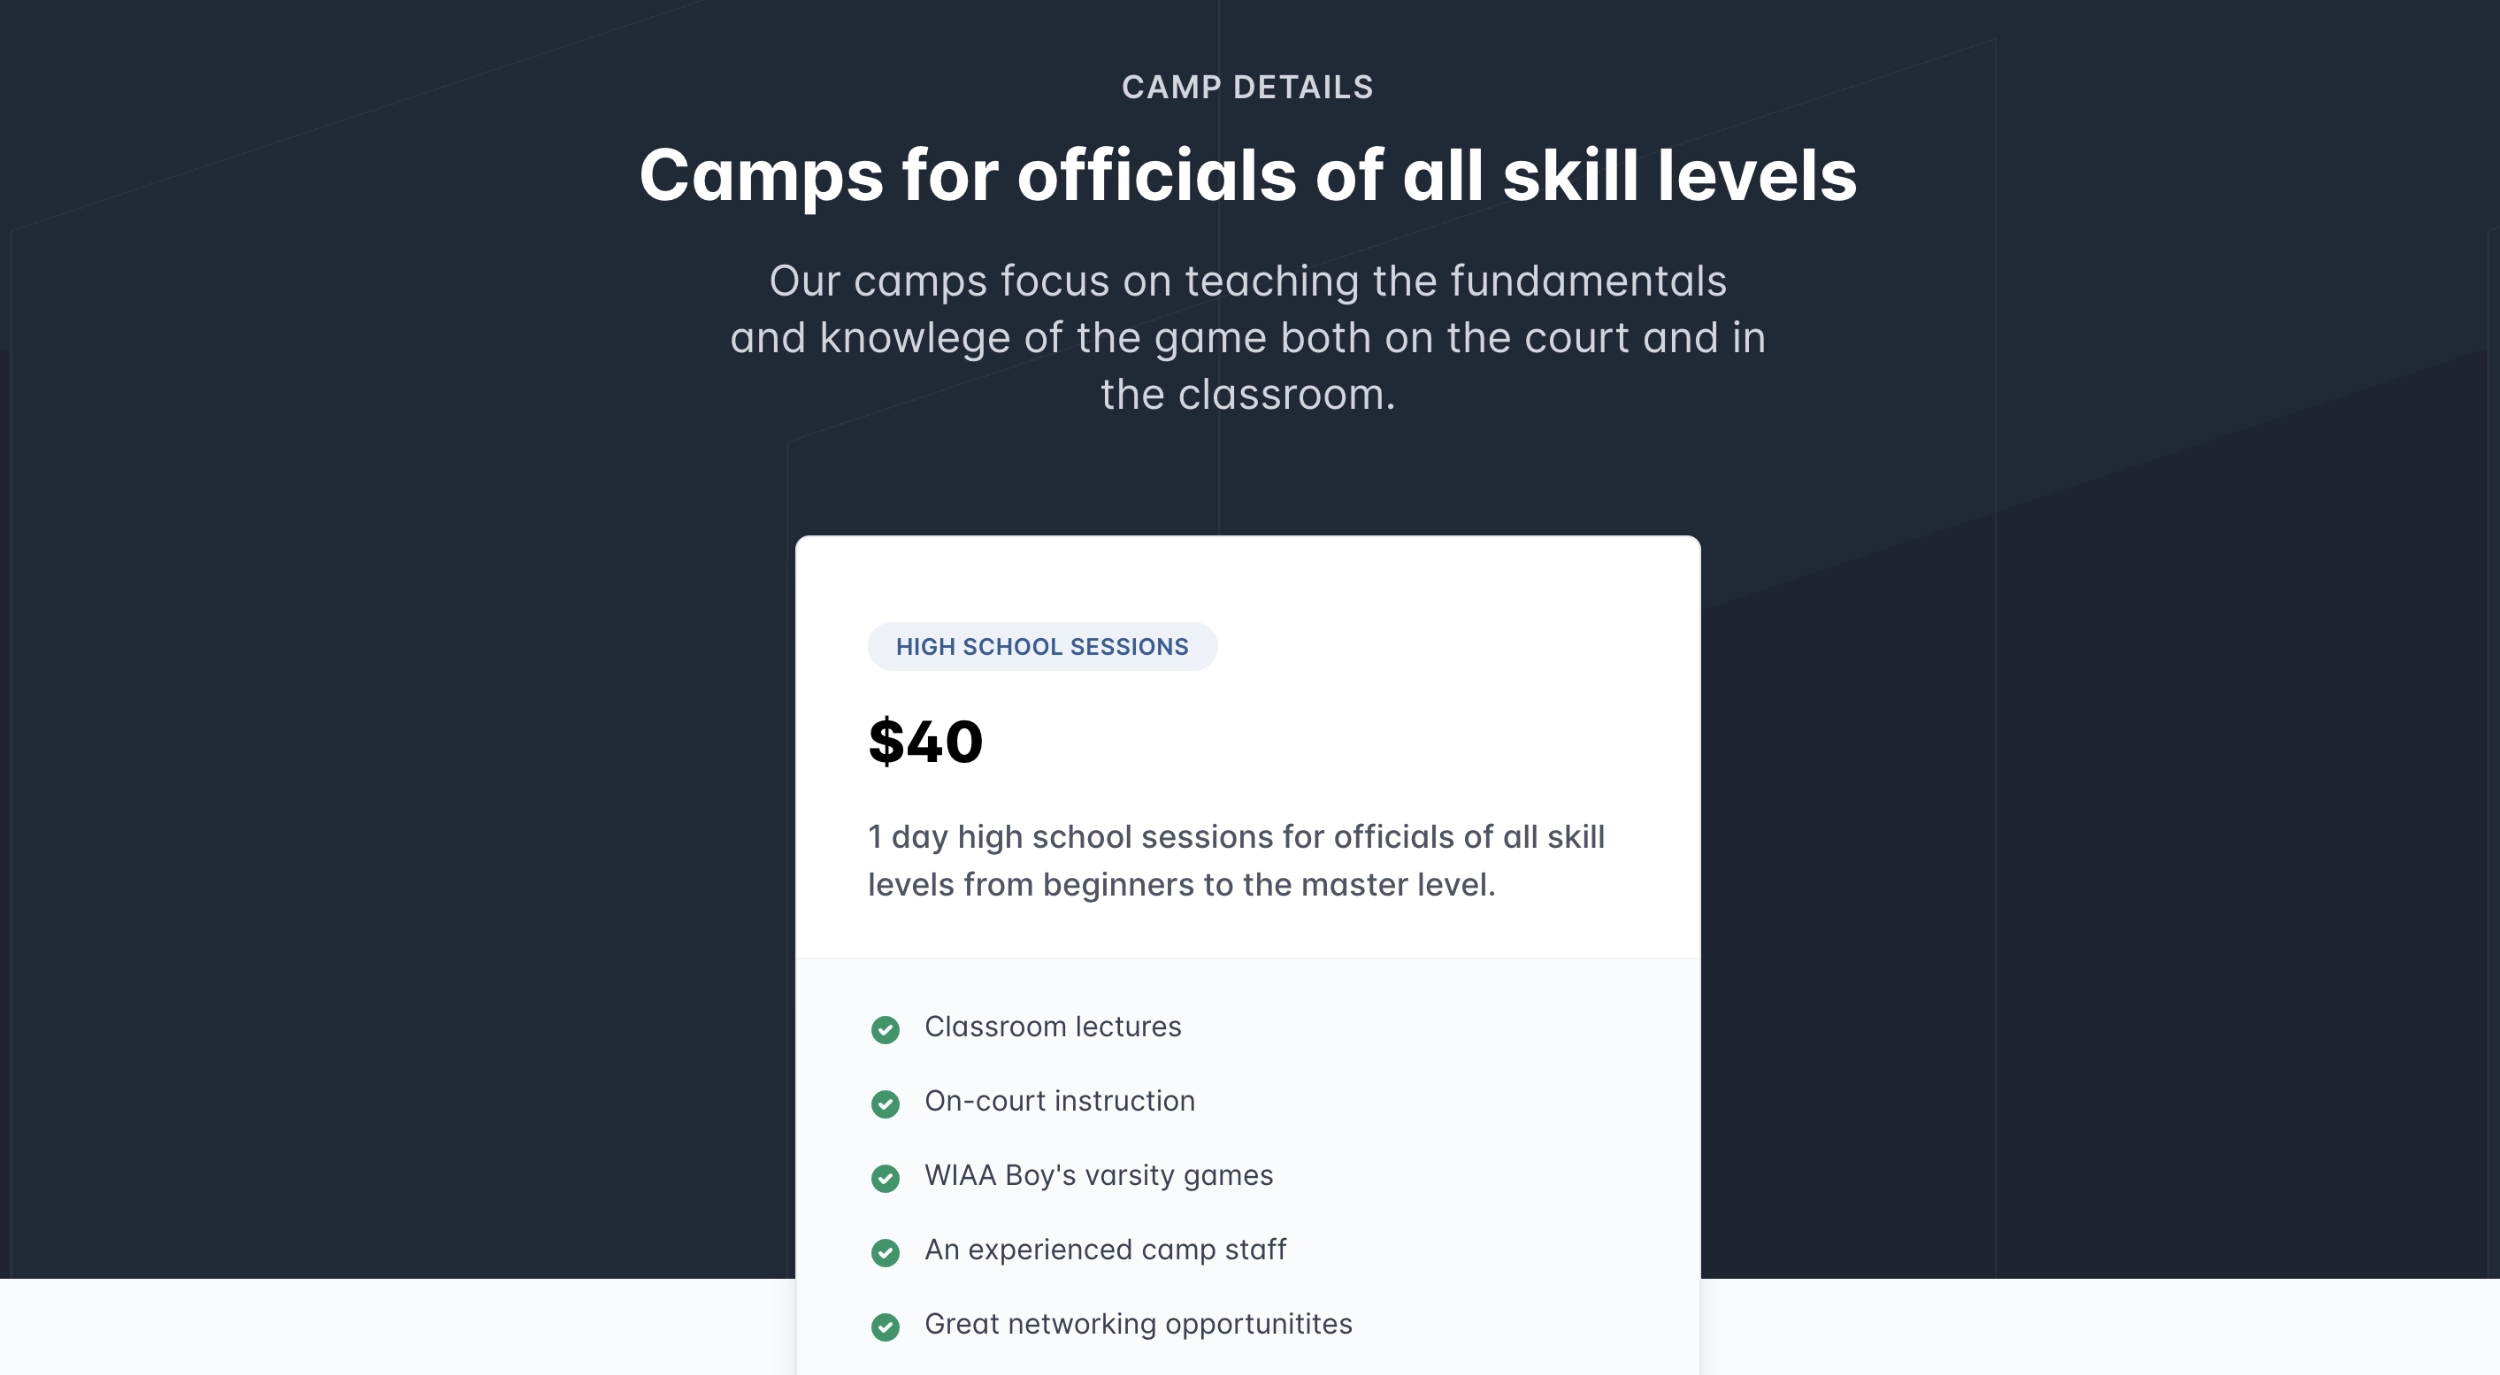 CAMP DETAILS
Camps for officials of all skill levels
Our camps focus on teaching the fundamentals
and knowlege of the game both on the court and in
the classroom.
HIGH SCHOOL SESSIONS
$40
1 day high school sessions for officials of all skill
levels from beginners to the master level.
Classroom lectures
On-court instruction
WIAA Boy's varsity games
An experienced camp staff
Great networking opportunitites